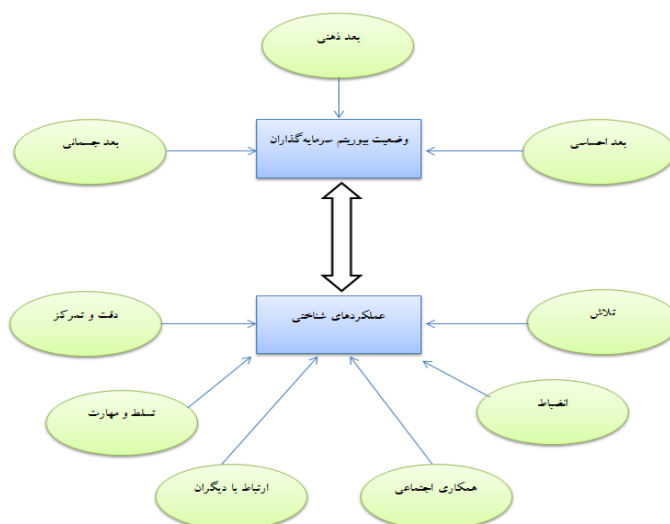 بعد ذهنی
وضعیت بیوریتم سرمایه‌گذاران
بعد احساسی
بعد جسمانی
عملکردهای شناختی
تلاش
دقت و تمرکز
انضباط
تسلط و مهارت
همکاری اجتماعی
ارتباط با دیگران